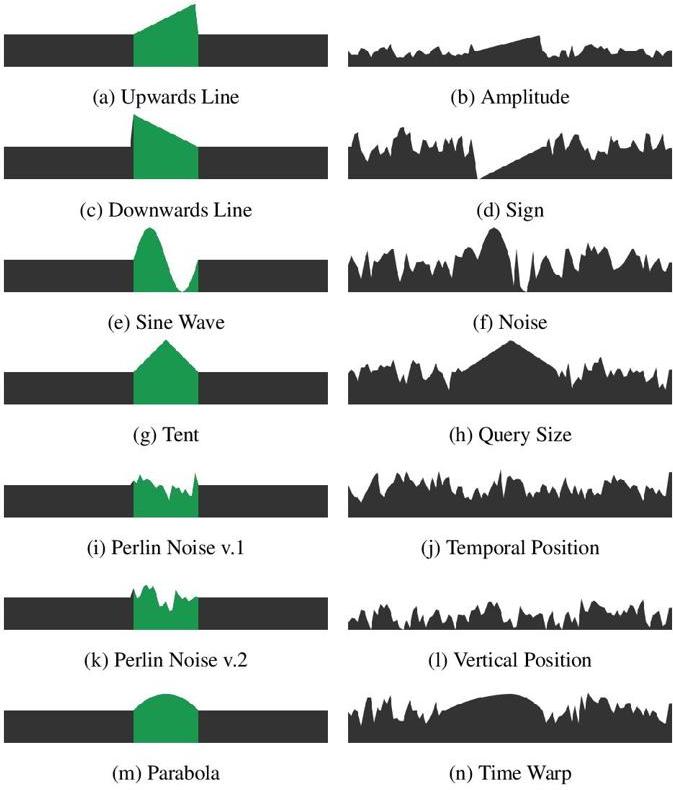 (a) Upwards Line
(b) Amplitude
(c) Downwards Line
(d) Sign
(e) Sine Wave
(f) Noise
(g) Tent
(h) Query Size
(i) Perlin Noise v.1
(j) Temporal Position
(k) Perlin Noise v.2
(l) Vertical Position
(m) Parabola
(n) Time Warp